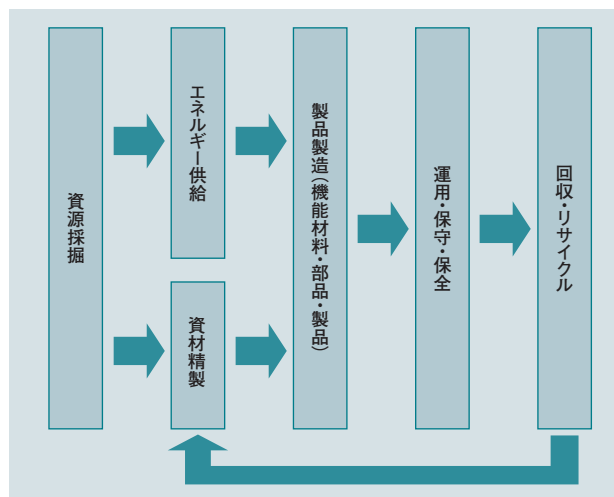 資源採掘
エネルギー供給
資材精製
製品製造（機能材料・部品・製品）
運用・保守・保全
回収・リサイクル